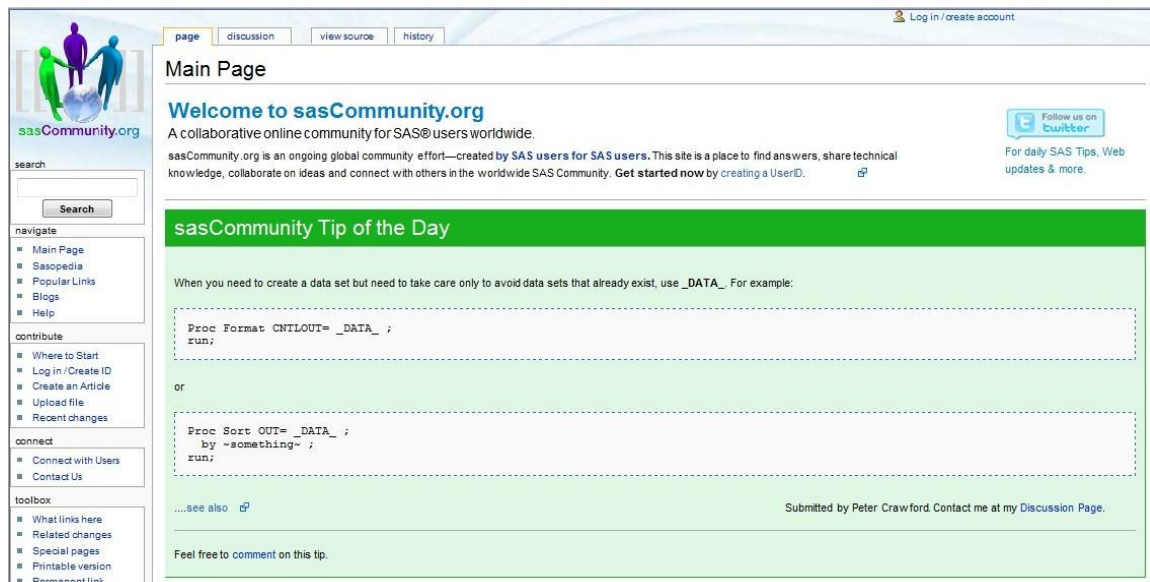 Log in / create account
page discussion view source history
Main Page
sasCommunity.org
Welcome to sasCommunity.org
A collaborative online community for SAS® users worldwide.
sasCommunity.org is an ongoing global community effort—created by SAS users for SAS users. This site is a place to find answers, share technical
knowledge, collaborate on ideas and connect with others in the worldwide SAS Community. Get started now by creating a UserID.
Follow us on
twitter
For daily SAS Tips, Web
updates & more.
search
Search
navigate
Main Page
Sasopedia
Popular Links
Blogs
Help
contribute
Where to Start
Log in / Create ID
Create an Article
Upload file
Recent changes
connect
Connect with Users
Contact Us
toolbox
What links here
Related changes
Special pages
Printable version
Permanent link
sasCommunity Tip of the Day
When you need to create a data set but need to take care only to avoid data sets that already exist, use _DATA_. For example:
Proc Format CNTLOUT= _DATA_ ;
run;
or
Proc Sort OUT= _DATA_ ;
by ~something~ ;
run;
....see also
Submitted by Peter Crawford. Contact me at my Discussion Page.
Feel free to comment on this tip.